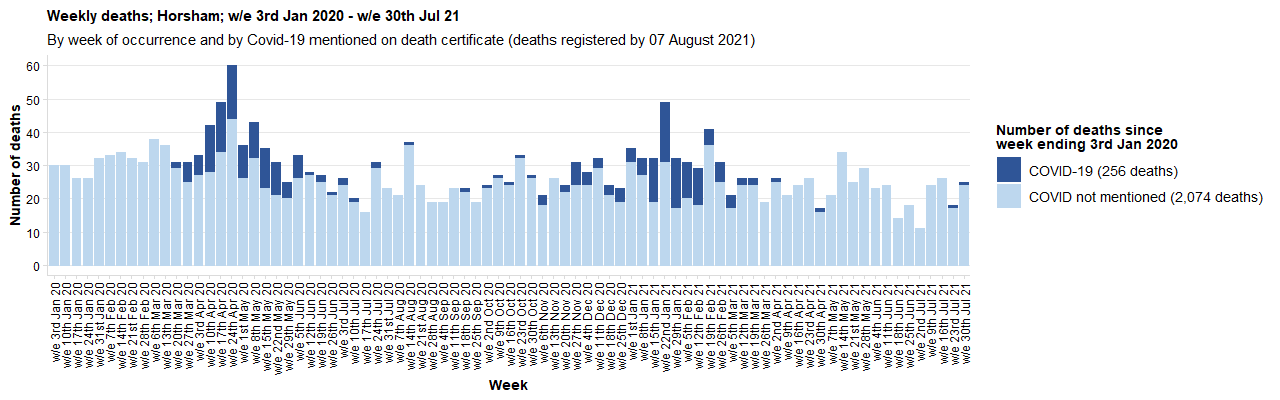 Weekly deaths; Horsham; w/e 3rd Jan 2020 - w/e 30th Jul 21
By week of occurrence and by Covid-19 mentioned on death certificate (deaths registered by 07 August 2021)
Number of deaths
60
50
40
30
20
10
0
w/e 3rd Jan 20
w/e 10th Jan 20
w/e 17th Jan 20
w/e 24th Jan 20
w/e 31st Jan 20
w/e 7th Feb 20
w/e 14th Feb 20
w/e 21st Feb 20
w/e 28th Feb 20
w/e 6th Mar 20
w/e 13th Mar 20
w/e 20th Mar 20
w/e 27th Mar 20
w/e 3rd Apr 20
w/e 10th Apr 20
w/e 17th Apr 20
w/e 24th Apr 20
w/e 1st May 20
w/e 8th May 20
w/e 15th May 20
w/e 22nd May 20
w/e 29th May 20
w/e 5th Jun 20
w/e 12th Jun 20
w/e 19th Jun 20
w/e 26th Jun 20
w/e 3rd Jul 20
w/e 10th Jul 20
w/e 17th Jul 20
w/e 24th Jul 20
w/e 31st Jul 20
w/e 7th Aug 20
w/e 14th Aug 20
w/e 21st Aug 20
w/e 28th Aug 20
w/e 4th Sep 20
w/e 11th Sep 20
w/e 18th Sep 20
w/e 25th Sep 20
w/e 2nd Oct 20
w/e 9th Oct 20
w/e 16th Oct 20
w/e 23rd Oct 20
w/e 30th Oct 20
w/e 6th Nov 20
w/e 13th Nov 20
w/e 20th Nov 20
w/e 27th Nov 20
w/e 4th Dec 20
w/e 11th Dec 20
w/e 18th Dec 20
w/e 25th Dec 20
w/e 1st Jan 21
w/e 8th Jan 21
w/e 15th Jan 21
w/e 22nd Jan 21
w/e 29th Jan 21
w/e 5th Feb 21
w/e 12th Feb 21
w/e 19th Feb 21
w/e 26th Feb 21
w/e 5th Mar 21
w/e 12th Mar 21
w/e 19th Mar 21
w/e 26th Mar 21
w/e 2nd Apr 21
w/e 9th Apr 21
w/e 16th Apr 21
w/e 23rd Apr 21
w/e 30th Apr 21
w/e 7th May 21
w/e 14th May 21
w/e 21st May 21
w/e 28th May 21
w/e 4th Jun 21
w/e 11th Jun 21
w/e 18th Jun 21
w/e 25th Jun 21
w/e 2nd Jul 21
w/e 9th Jul 21
w/e 16th Jul 21
w/e 23rd Jul 21
w/e 30th Jul 21
Week
Number of deaths since
week ending 3rd Jan 2020
COVID-19 (256 deaths)
COVID not mentioned (2,074 deaths)